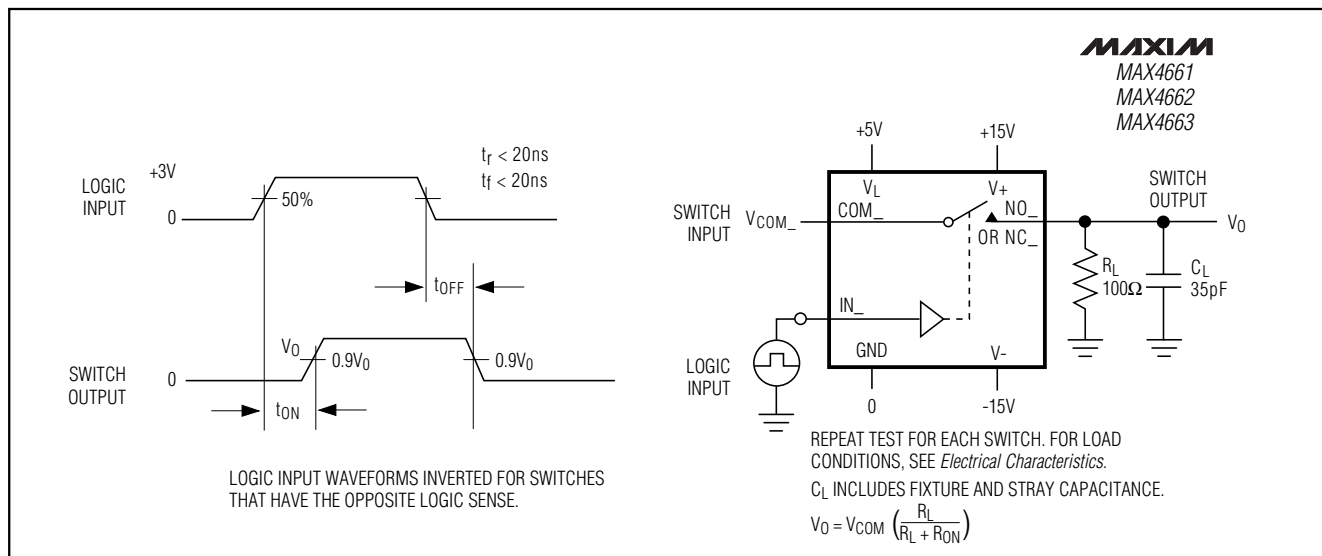 MAXIM
MAX4661
MAX4662
MAX4663
LOGIC
INPUT
+3V
0
50%
tr < 20ns
tf < 20ns
tOFF
SWITCH
OUTPUT
VO
0
0.9V0
0.9V0
tON
LOGIC INPUT WAVEFORMS INVERTED FOR SWITCHES
THAT HAVE THE OPPOSITE LOGIC SENSE.
+5V
+15V
VL
V+
SWITCH
INPUT
VCOM_
COM_
NO_
OR NC_
SWITCH
OUTPUT
VO
RL
100Ω
CL
35pF
IN_
LOGIC
INPUT
GND
V-
0
-15V
REPEAT TEST FOR EACH SWITCH. FOR LOAD
CONDITIONS, SEE Electrical Characteristics.
CL INCLUDES FIXTURE AND STRAY CAPACITANCE.
VO = VCOM (RL / RL + RON)